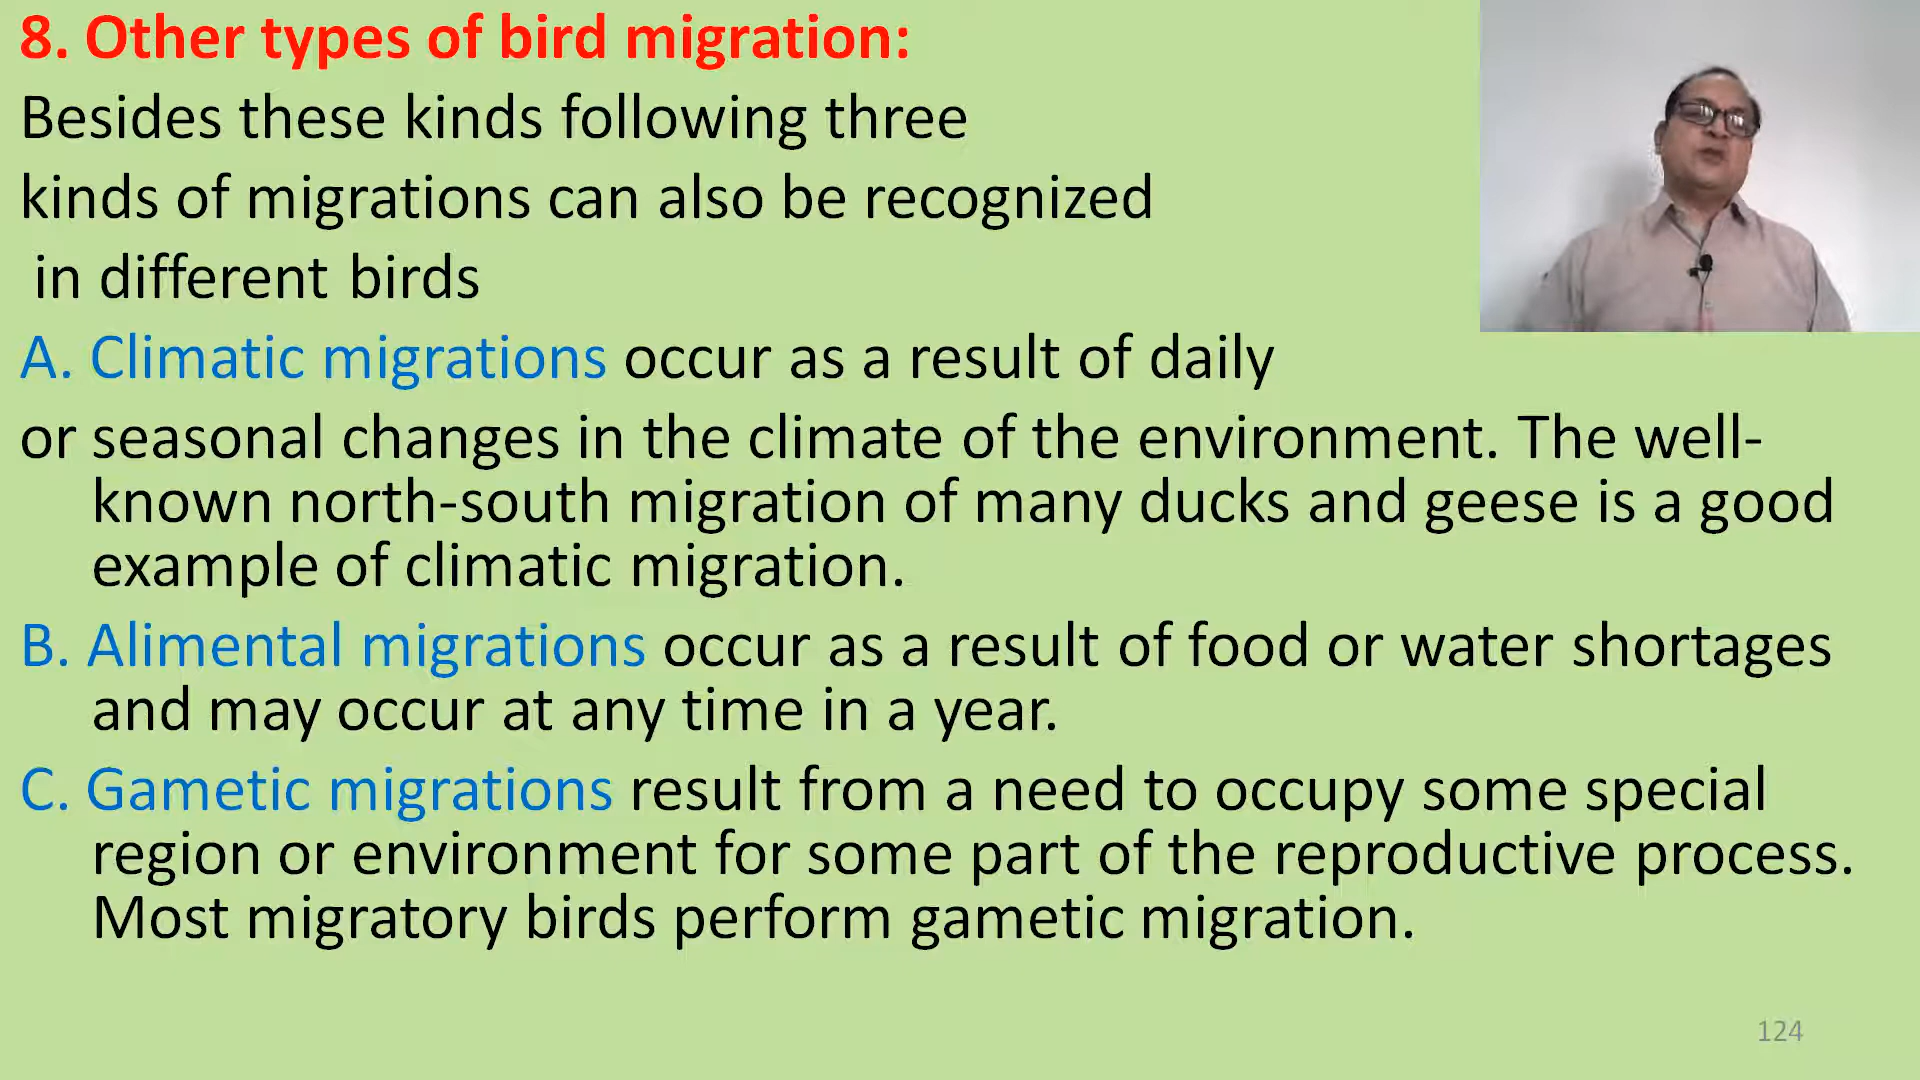 8. Other types of bird migration:
Besides these kinds following three
kinds of migrations can also be recognized
in different birds
A. Climatic migrations occur as a result of daily
or seasonal changes in the climate of the environment. The well-
known north-south migration of many ducks and geese is a good
example of climatic migration.
B. Alimental migrations occur as a result of food or water shortages
and may occur at any time in a year.
C. Gametic migrations result from a need to occupy some special
region or environment for some part of the reproductive process.
Most migratory birds perform gametic migration.
124